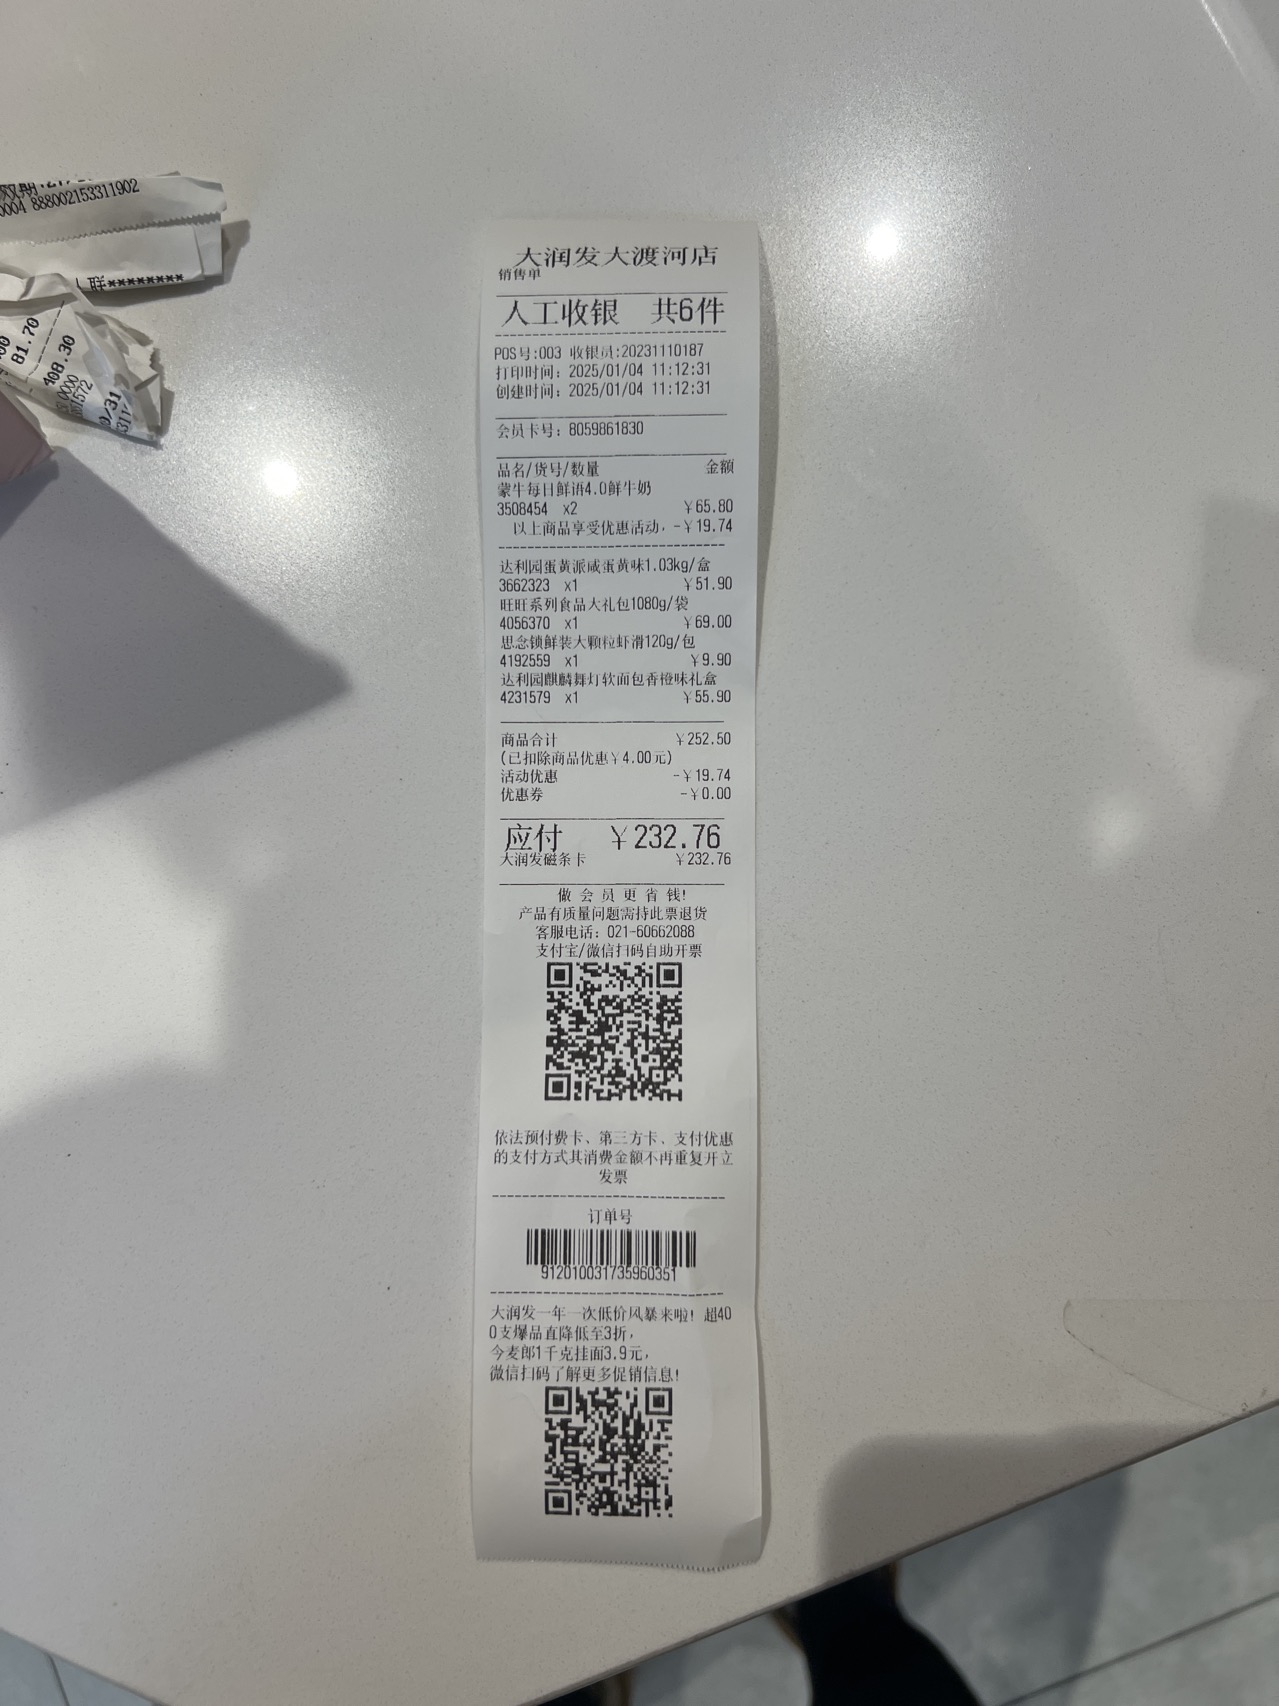 888002153311902
联********
81.70
408.30
大润发大渡河店
销售单
人工收银 共6件
POS号:003 收银员:20231110187
打印时间: 2025/01/04 11:12:31
创建时间: 2025/01/04 11:12:31
会员卡号: 8059861830
品名/货号/数量 金额
蒙牛每日鲜语4.0鲜牛奶
3508454 x2 ¥65.80
以上商品享受优惠活动, -¥19.74
达利园蛋黄派咸蛋黄味1.03kg/盒
3662323 x1 ¥51.90
旺旺系列食品大礼包1080g/袋
4056370 x1 ¥69.00
思念锁鲜装大颗粒虾滑120g/包
4192559 x1 ¥9.90
达利园麒麟舞灯软面包香橙味礼盒
4231579 x1 ¥55.90
商品合计 ¥252.50
(已扣除商品优惠¥4.00元)
活动优惠 -¥19.74
优惠券 -¥0.00
应付 ¥232.76
大润发磁条卡 ¥232.76
做 会 员 更 省 钱!
产品有质量问题需持此票退货
客服电话: 021-60662088
支付宝/微信扫码自助开票
依法预付费卡、第三方卡、支付优惠
的支付方式其消费金额不再重复开立
发票
订单号
912010031735960351
大润发一年一次低价风暴来啦! 超40
0支爆品直降低至3折,
今麦郎1千克挂面3.9元,
微信扫码了解更多促销信息!